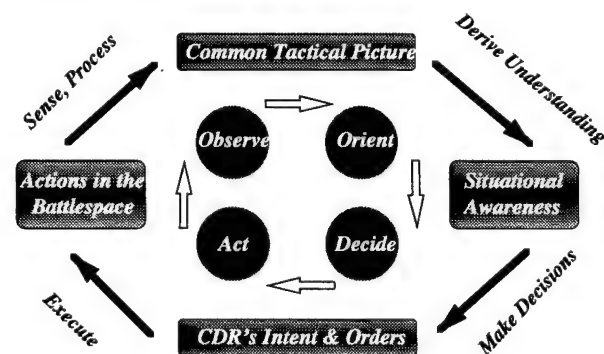 Common Tactical Picture
Sense, Process
Derive Understanding
Observe
Orient
Actions in the
Battlespace
Situational
Awareness
Act
Decide
Execute
Make Decisions
CDR's Intent & Orders